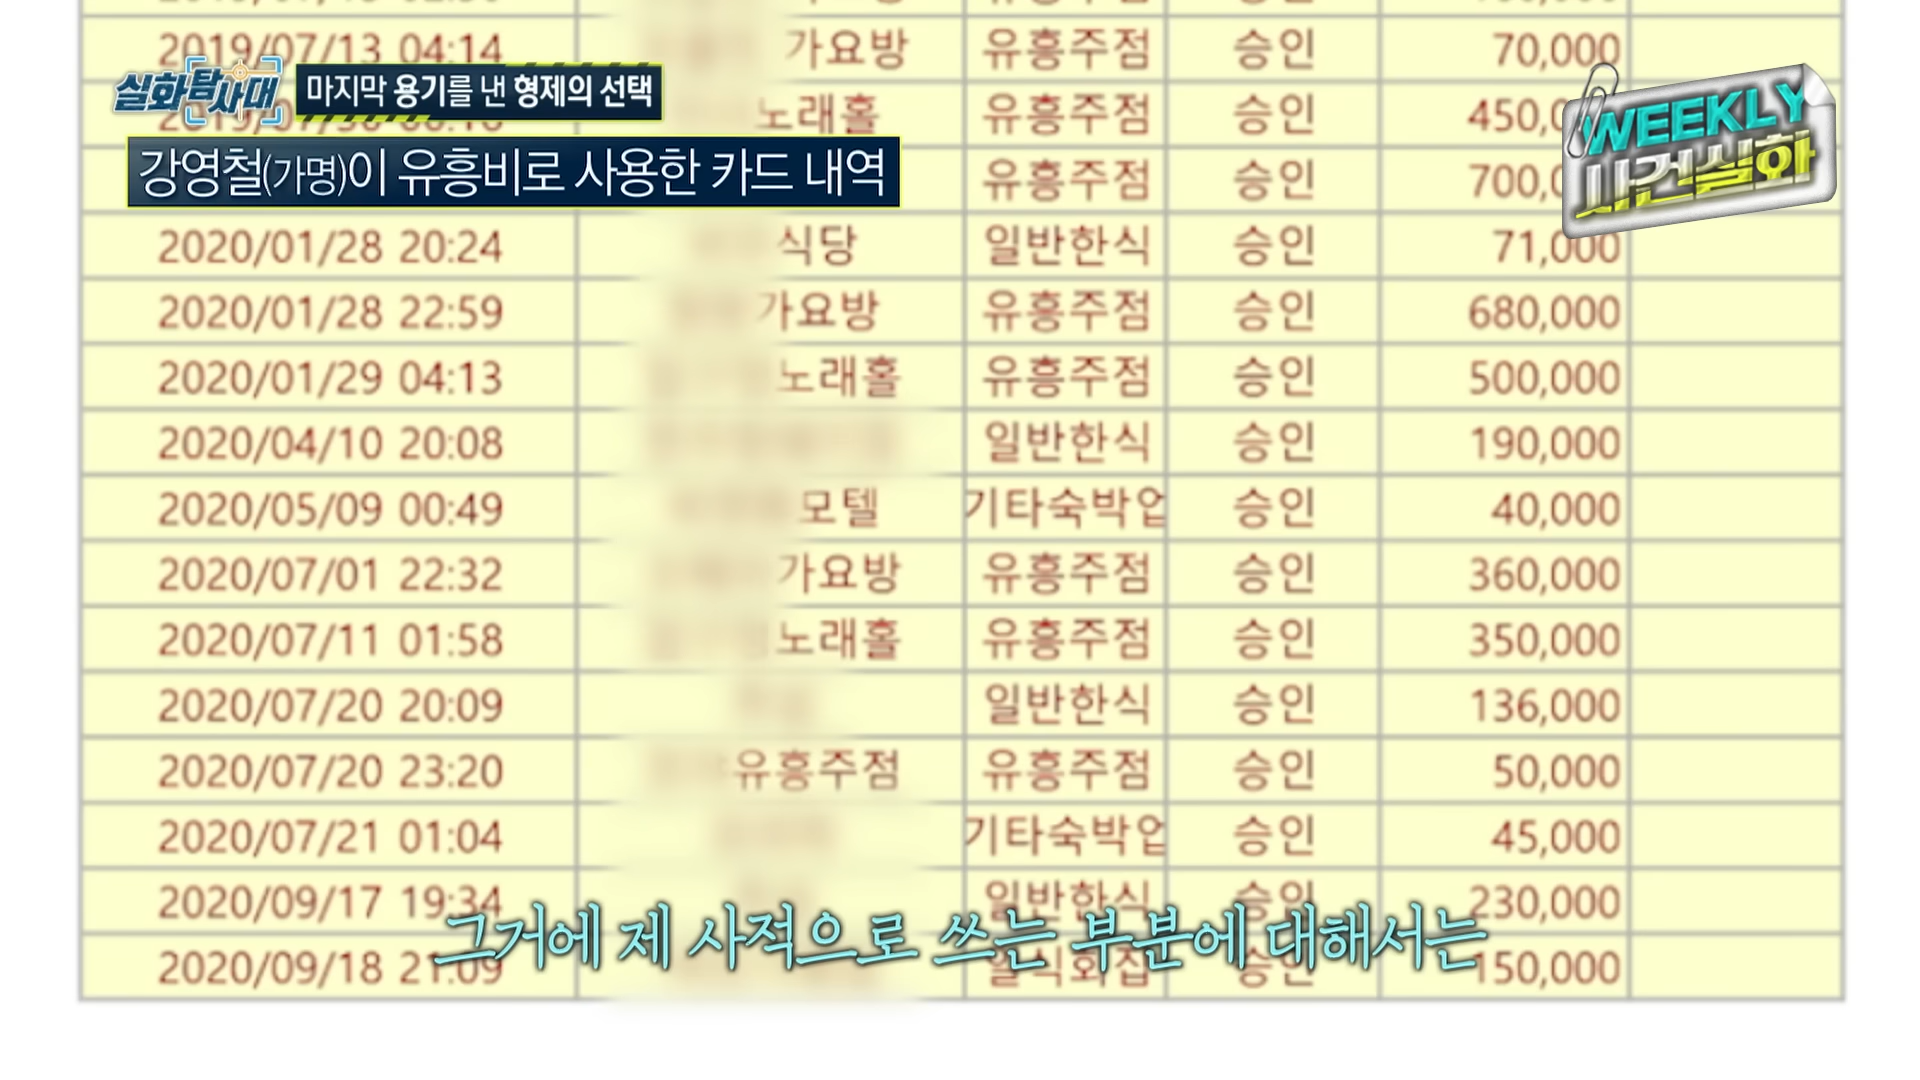 2019/07/13 04:14 가요방 유흥주점 승인 70,000
실화탐사대 마지막 용기를 낸 형제의 선택
WEEKLY 사건실화
노래홀 유흥주점 승인
강영철(가명)이 유흥비로 사용한 카드 내역
유흥주점 승인
2020/01/28 20:24 식당 일반한식 승인 71,000
2020/01/28 22:59 가요방 유흥주점 승인 680,000
2020/01/29 04:13 노래홀 유흥주점 승인 500,000
2020/04/10 20:08 일반한식 승인 190,000
2020/05/09 00:49 모텔 기타숙박업 승인 40,000
2020/07/01 22:32 가요방 유흥주점 승인 360,000
2020/07/11 01:58 노래홀 유흥주점 승인 350,000
2020/07/20 20:09 일반한식 승인 136,000
2020/07/20 23:20 유흥주점 유흥주점 승인 50,000
2020/07/21 01:04 기타숙박업 승인 45,000
2020/09/17 19:34 일반한식 승인 230,000
그거에 제 사적으로 쓰는 부분에 대해서는
2020/09/18 21:09 일식회집 승인 150,000